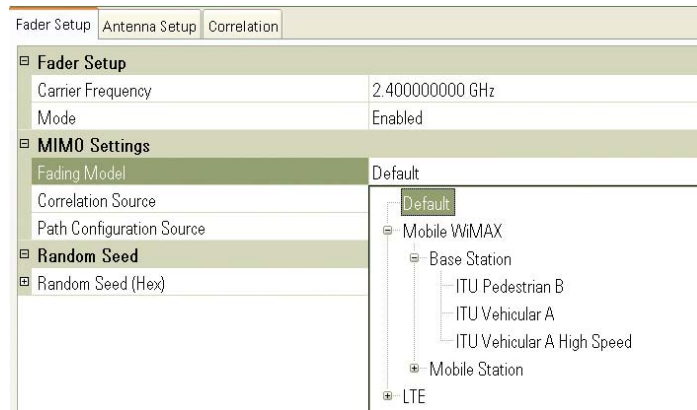 Fader Setup Antenna Setup Correlation
Fader Setup
Carrier Frequency 2.400000000 GHz
Mode Enabled
MIMO Settings
Fading Model Default
Correlation Source
Path Configuration Source
Random Seed
Random Seed (Hex)
Default
Mobile WiMAX
Base Station
ITU Pedestrian B
ITU Vehicular A
ITU Vehicular A High Speed
Mobile Station
LTE